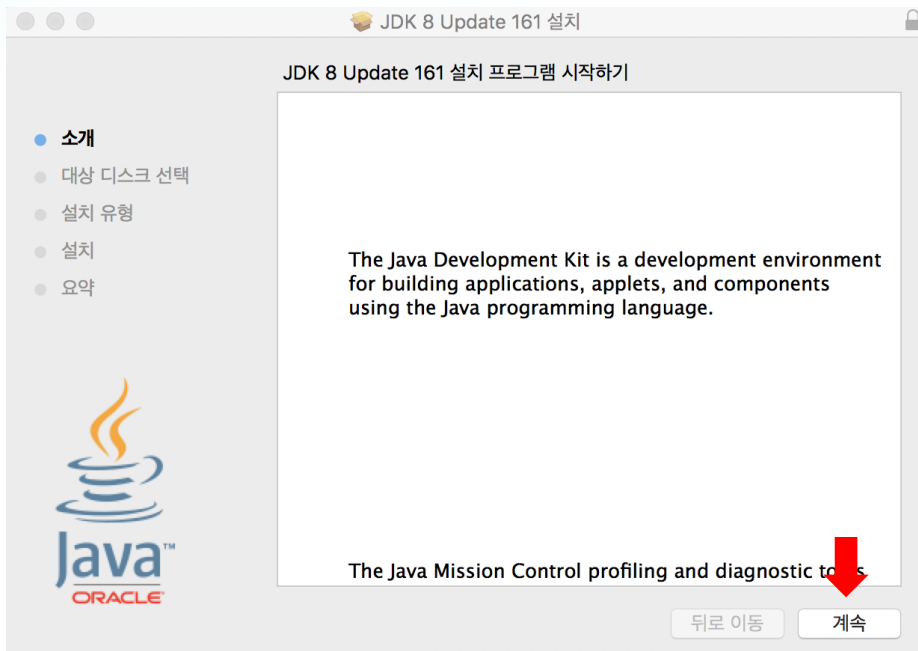 JDK 8 Update 161 설치
JDK 8 Update 161 설치 프로그램 시작하기
소개
대상 디스크 선택
설치 유형
설치
요약
The Java Development Kit is a development environment
for building applications, applets, and components
using the Java programming language.
The Java Mission Control profiling and diagnostic
Java™
ORACLE
뒤로 이동
계속